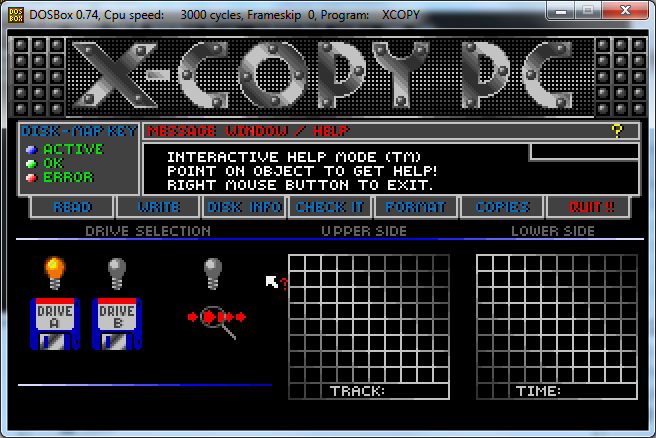 DOSBox 0.74, Cpu speed: 3000 cycles, Frameskip 0, Program: XCOPY
X-COPY PC
DISK-MAP KEY
ACTIVE
OK
ERROR
MESSAGE WINDOW / HELP ?
INTERACTIVE HELP MODE (TM)
POINT ON OBJECT TO GET HELP!
RIGHT MOUSE BUTTON TO EXIT.
READ WRITE DISK INFO CHECK IT FORMAT COPIES QUIT !!
DRIVE SELECTION UPPER SIDE LOWER SIDE
?
DRIVE A
DRIVE B
TRACK: TIME: